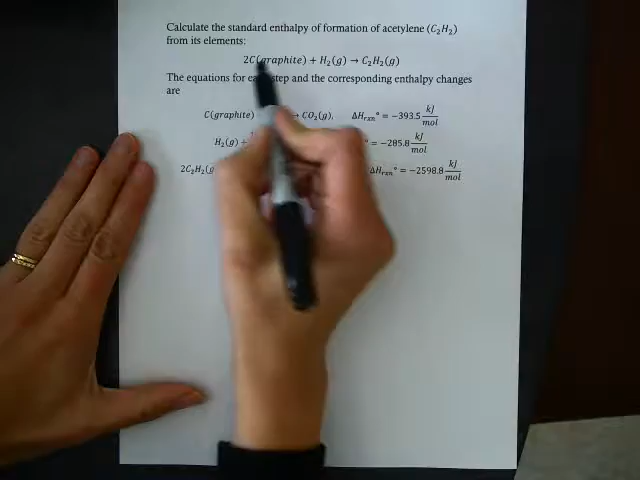 Calculate the standard enthalpy of formation of acetylene (C₂H₂)
from its elements:
2C(graphite) + H₂(g) → C₂H₂(g)
The equations for step and the corresponding enthalpy changes
are
C(graphite) → CO₂(g), ΔHᵣₓₙ° = −393.5 kJ/mol
H₂(g) + ° = −285.8 kJ/mol
2C₂H₂(g ΔHᵣₓₙ° = −2598.8 kJ/mol